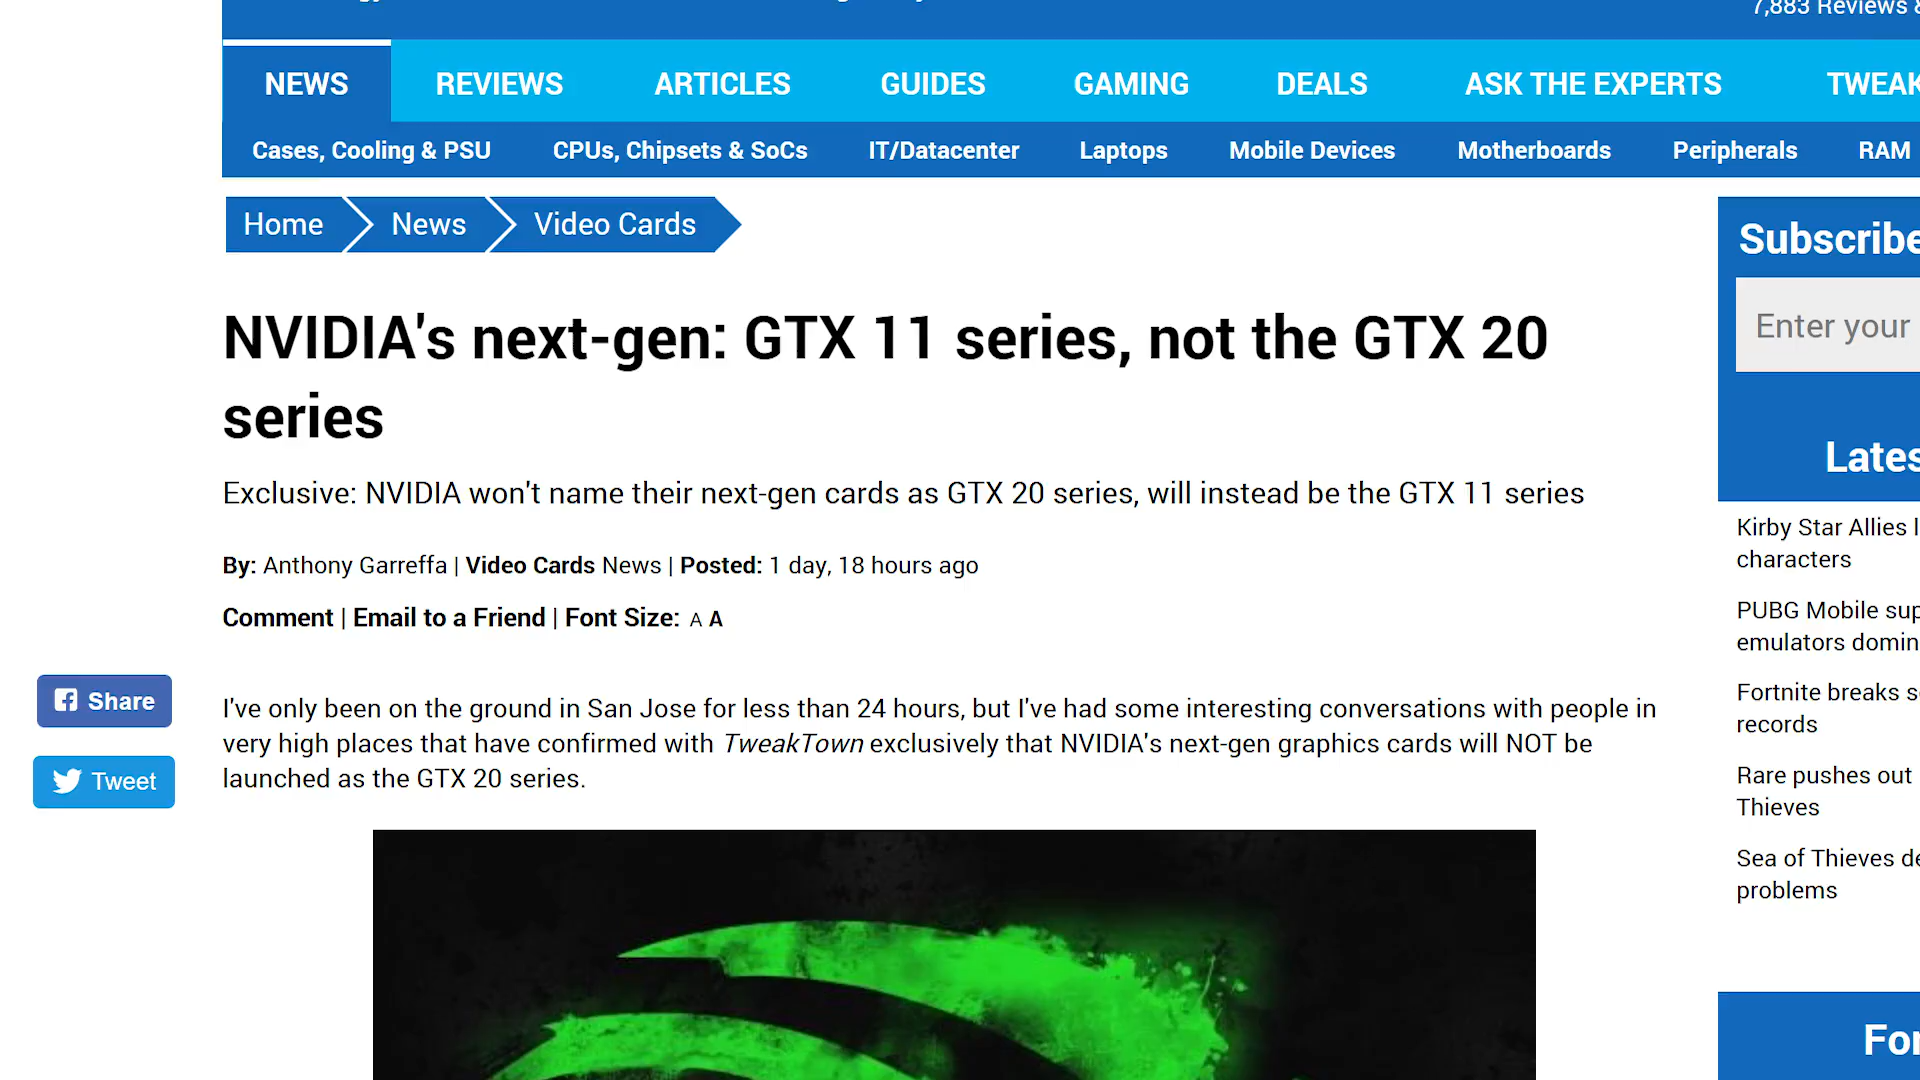 7,883 Reviews &
NEWS REVIEWS ARTICLES GUIDES GAMING DEALS ASK THE EXPERTS TWEAK
Cases, Cooling & PSU CPUs, Chipsets & SoCs IT/Datacenter Laptops Mobile Devices Motherboards Peripherals RAM
Home News Video Cards
NVIDIA's next-gen: GTX 11 series, not the GTX 20
series
Exclusive: NVIDIA won't name their next-gen cards as GTX 20 series, will instead be the GTX 11 series
By: Anthony Garreffa | Video Cards News | Posted: 1 day, 18 hours ago
Comment | Email to a Friend | Font Size: A A
Share
Tweet
I've only been on the ground in San Jose for less than 24 hours, but I've had some interesting conversations with people in
very high places that have confirmed with TweakTown exclusively that NVIDIA's next-gen graphics cards will NOT be
launched as the GTX 20 series.
Subscribe
Enter your
Lates
Kirby Star Allies l
characters
PUBG Mobile sup
emulators domin
Fortnite breaks s
records
Rare pushes out
Thieves
Sea of Thieves de
problems
For